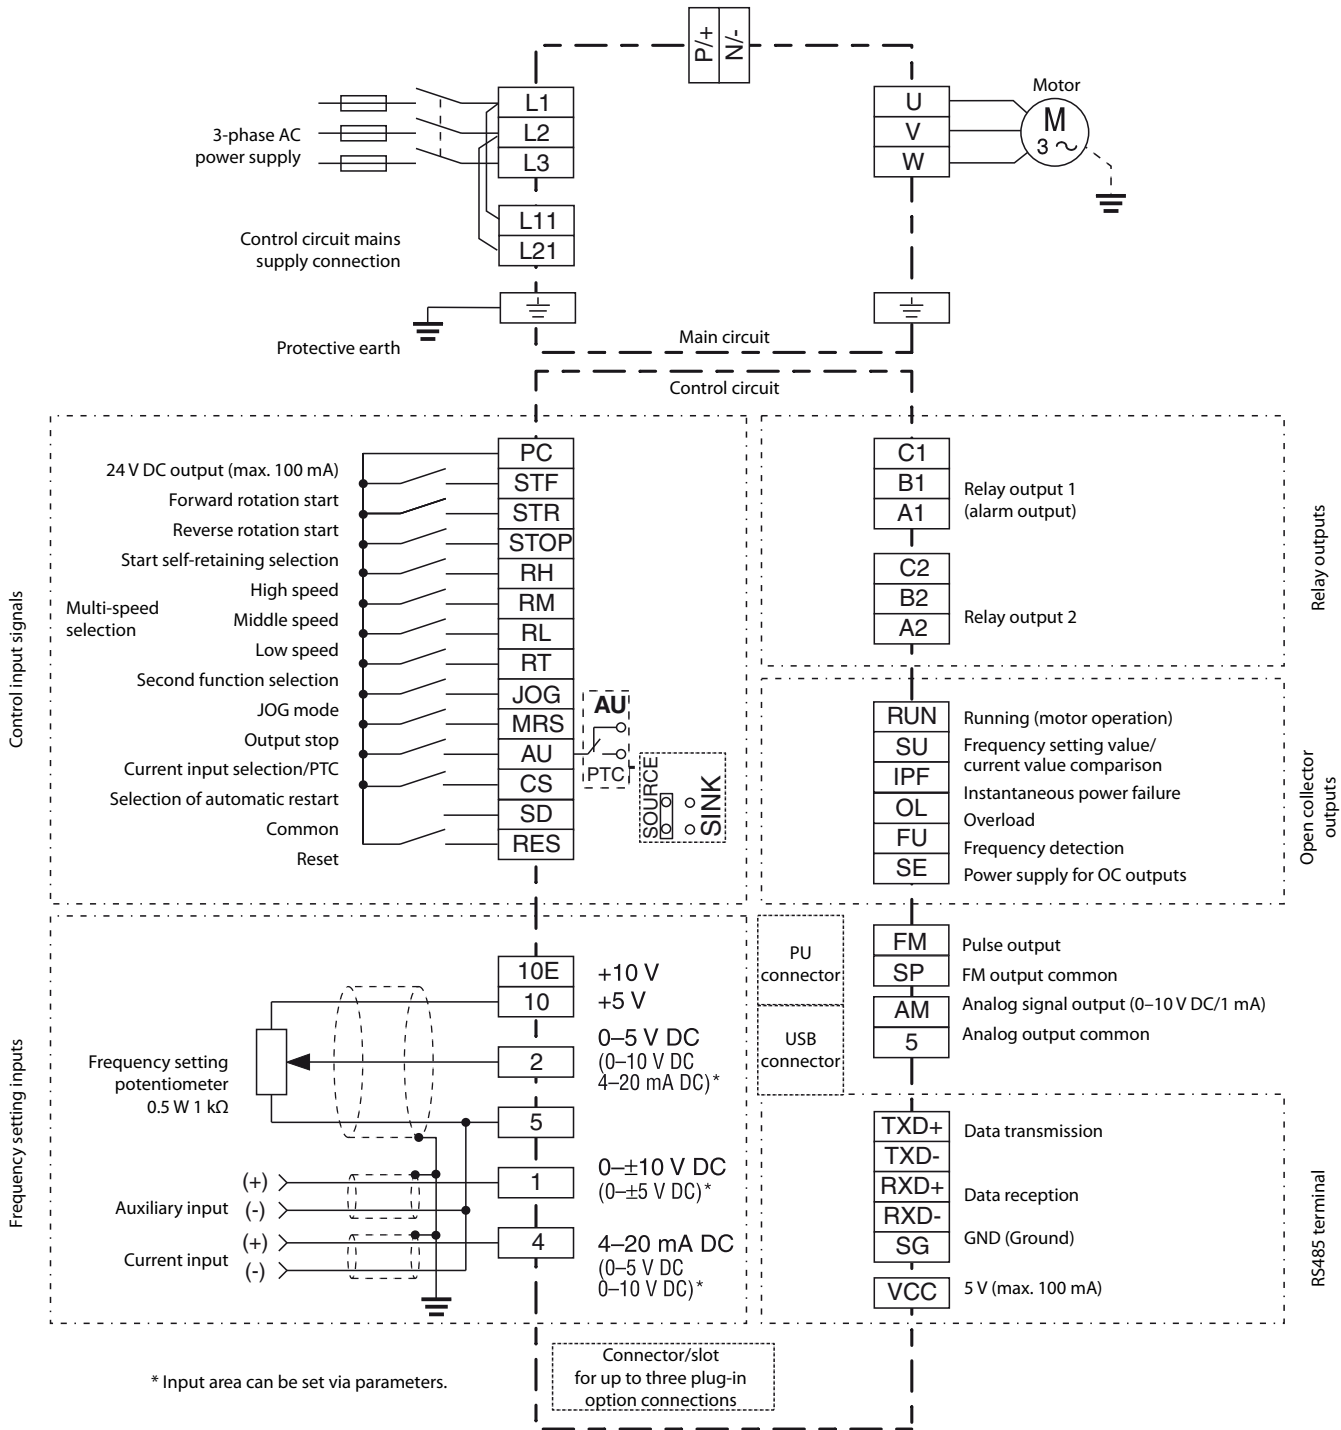 P/+
N/-
3-phase AC
power supply
L1
L2
L3
L11
L21
Control circuit mains
supply connection
Protective earth
U
V
W
Motor
M
3 ~
Main circuit
Control circuit
Control input signals
24 V DC output (max. 100 mA)
Forward rotation start
Reverse rotation start
Start self-retaining selection
Multi-speed
selection
High speed
Middle speed
Low speed
Second function selection
JOG mode
Output stop
Current input selection/PTC
Selection of automatic restart
Common
Reset
PC
STF
STR
STOP
RH
RM
RL
RT
JOG
MRS
AU
CS
SD
RES
AU
PTC
SOURCE
SINK
C1
B1
A1
Relay output 1
(alarm output)
C2
B2
A2
Relay output 2
Relay outputs
RUN
SU
IPF
OL
FU
SE
Running (motor operation)
Frequency setting value/
current value comparison
Instantaneous power failure
Overload
Frequency detection
Power supply for OC outputs
Open collector
outputs
Frequency setting inputs
Frequency setting
potentiometer
0.5 W 1 kΩ
Auxiliary input
(+)
(-)
Current input
(+)
(-)
10E
10
2
5
1
4
+10 V
+5 V
0–5 V DC
(0–10 V DC
4–20 mA DC)*
0–±10 V DC
(0–±5 V DC)*
4–20 mA DC
(0–5 V DC
0–10 V DC)*
PU
connector
USB
connector
FM
SP
AM
5
Pulse output
FM output common
Analog signal output (0–10 V DC/1 mA)
Analog output common
TXD+
TXD-
RXD+
RXD-
SG
VCC
Data transmission
Data reception
GND (Ground)
5 V (max. 100 mA)
RS485 terminal
Connector/slot
for up to three plug-in
option connections
* Input area can be set via parameters.